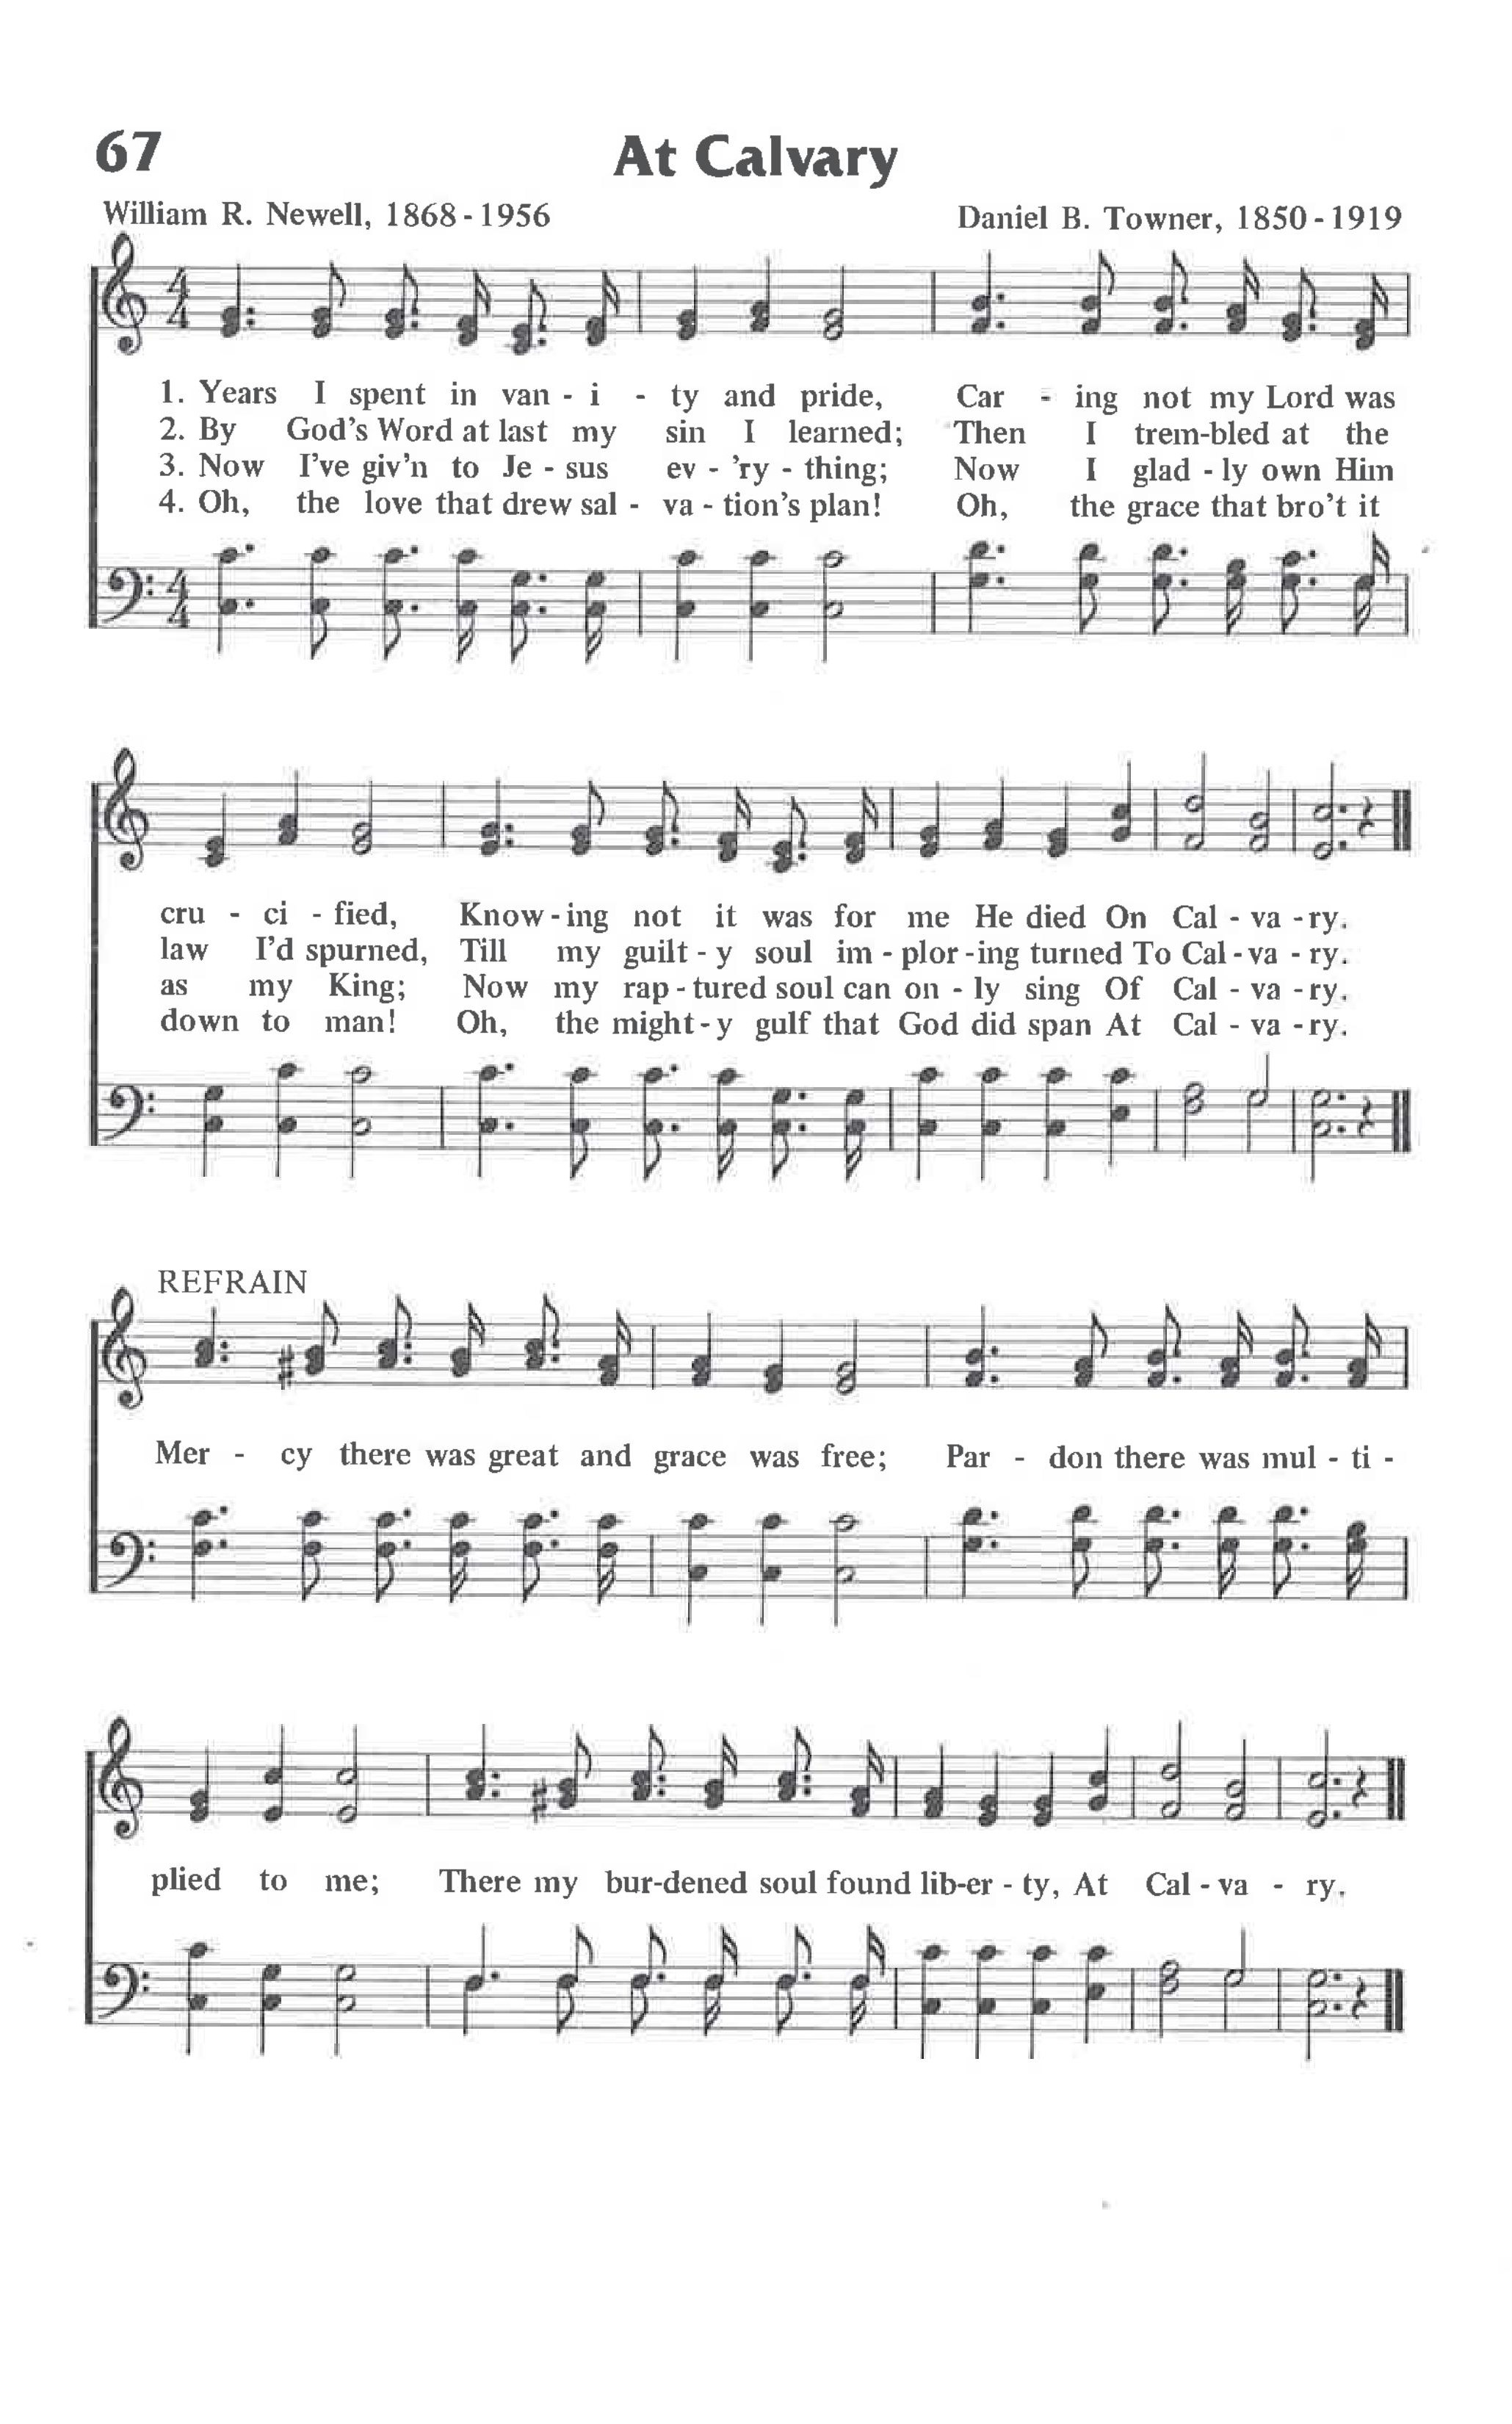 67
At Calvary
William R. Newell, 1868-1956
Daniel B. Towner, 1850-1919
4
4
1. Years I spent in van - i - ty and pride, Car - ing not my Lord was
2. By God's Word at last my sin I learned; Then I trem-bled at the
3. Now I've giv'n to Je - sus ev - 'ry - thing; Now I glad - ly own Him
4. Oh, the love that drew sal - va - tion's plan! Oh, the grace that bro't it
4
4
cru - ci - fied, Know - ing not it was for me He died On Cal - va - ry.
law I'd spurned, Till my guilt - y soul im - plor - ing turned To Cal - va - ry.
as my King; Now my rap - tured soul can on - ly sing Of Cal - va - ry.
down to man! Oh, the might - y gulf that God did span At Cal - va - ry.
REFRAIN
Mer - cy there was great and grace was free; Par - don there was mul - ti -
plied to me; There my bur-dened soul found lib-er - ty, At Cal - va - ry.